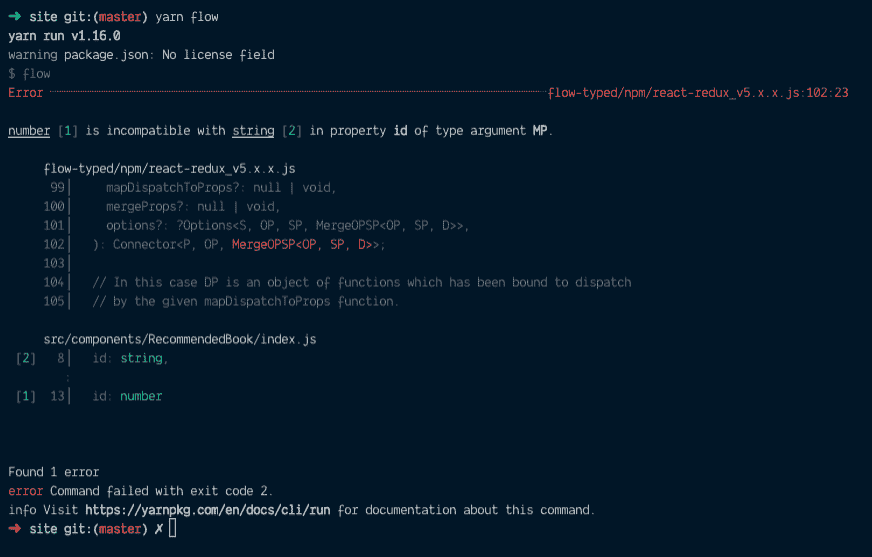 ➜ site git:(master) yarn flow
yarn run v1.16.0
warning package.json: No license field
$ flow
Error ┈┈┈┈┈┈┈┈┈┈┈┈┈┈┈┈┈┈┈┈┈┈┈┈┈┈┈┈┈┈ flow-typed/npm/react-redux_v5.x.x.js:102:23
number [1] is incompatible with string [2] in property id of type argument MP.
flow-typed/npm/react-redux_v5.x.x.js
99│ mapDispatchToProps?: null | void,
100│ mergeProps?: null | void,
101│ options?: ?Options<S, OP, SP, MergeOPSP<OP, SP, D>>,
102│ ): Connector<P, OP, MergeOPSP<OP, SP, D>>;
103│
104│ // In this case DP is an object of functions which has been bound to dispatch
105│ // by the given mapDispatchToProps function.
src/components/RecommendedBook/index.js
[2] 8│ id: string,
:
[1] 13│ id: number
Found 1 error
error Command failed with exit code 2.
info Visit https://yarnpkg.com/en/docs/cli/run for documentation about this command.
➜ site git:(master) ✗